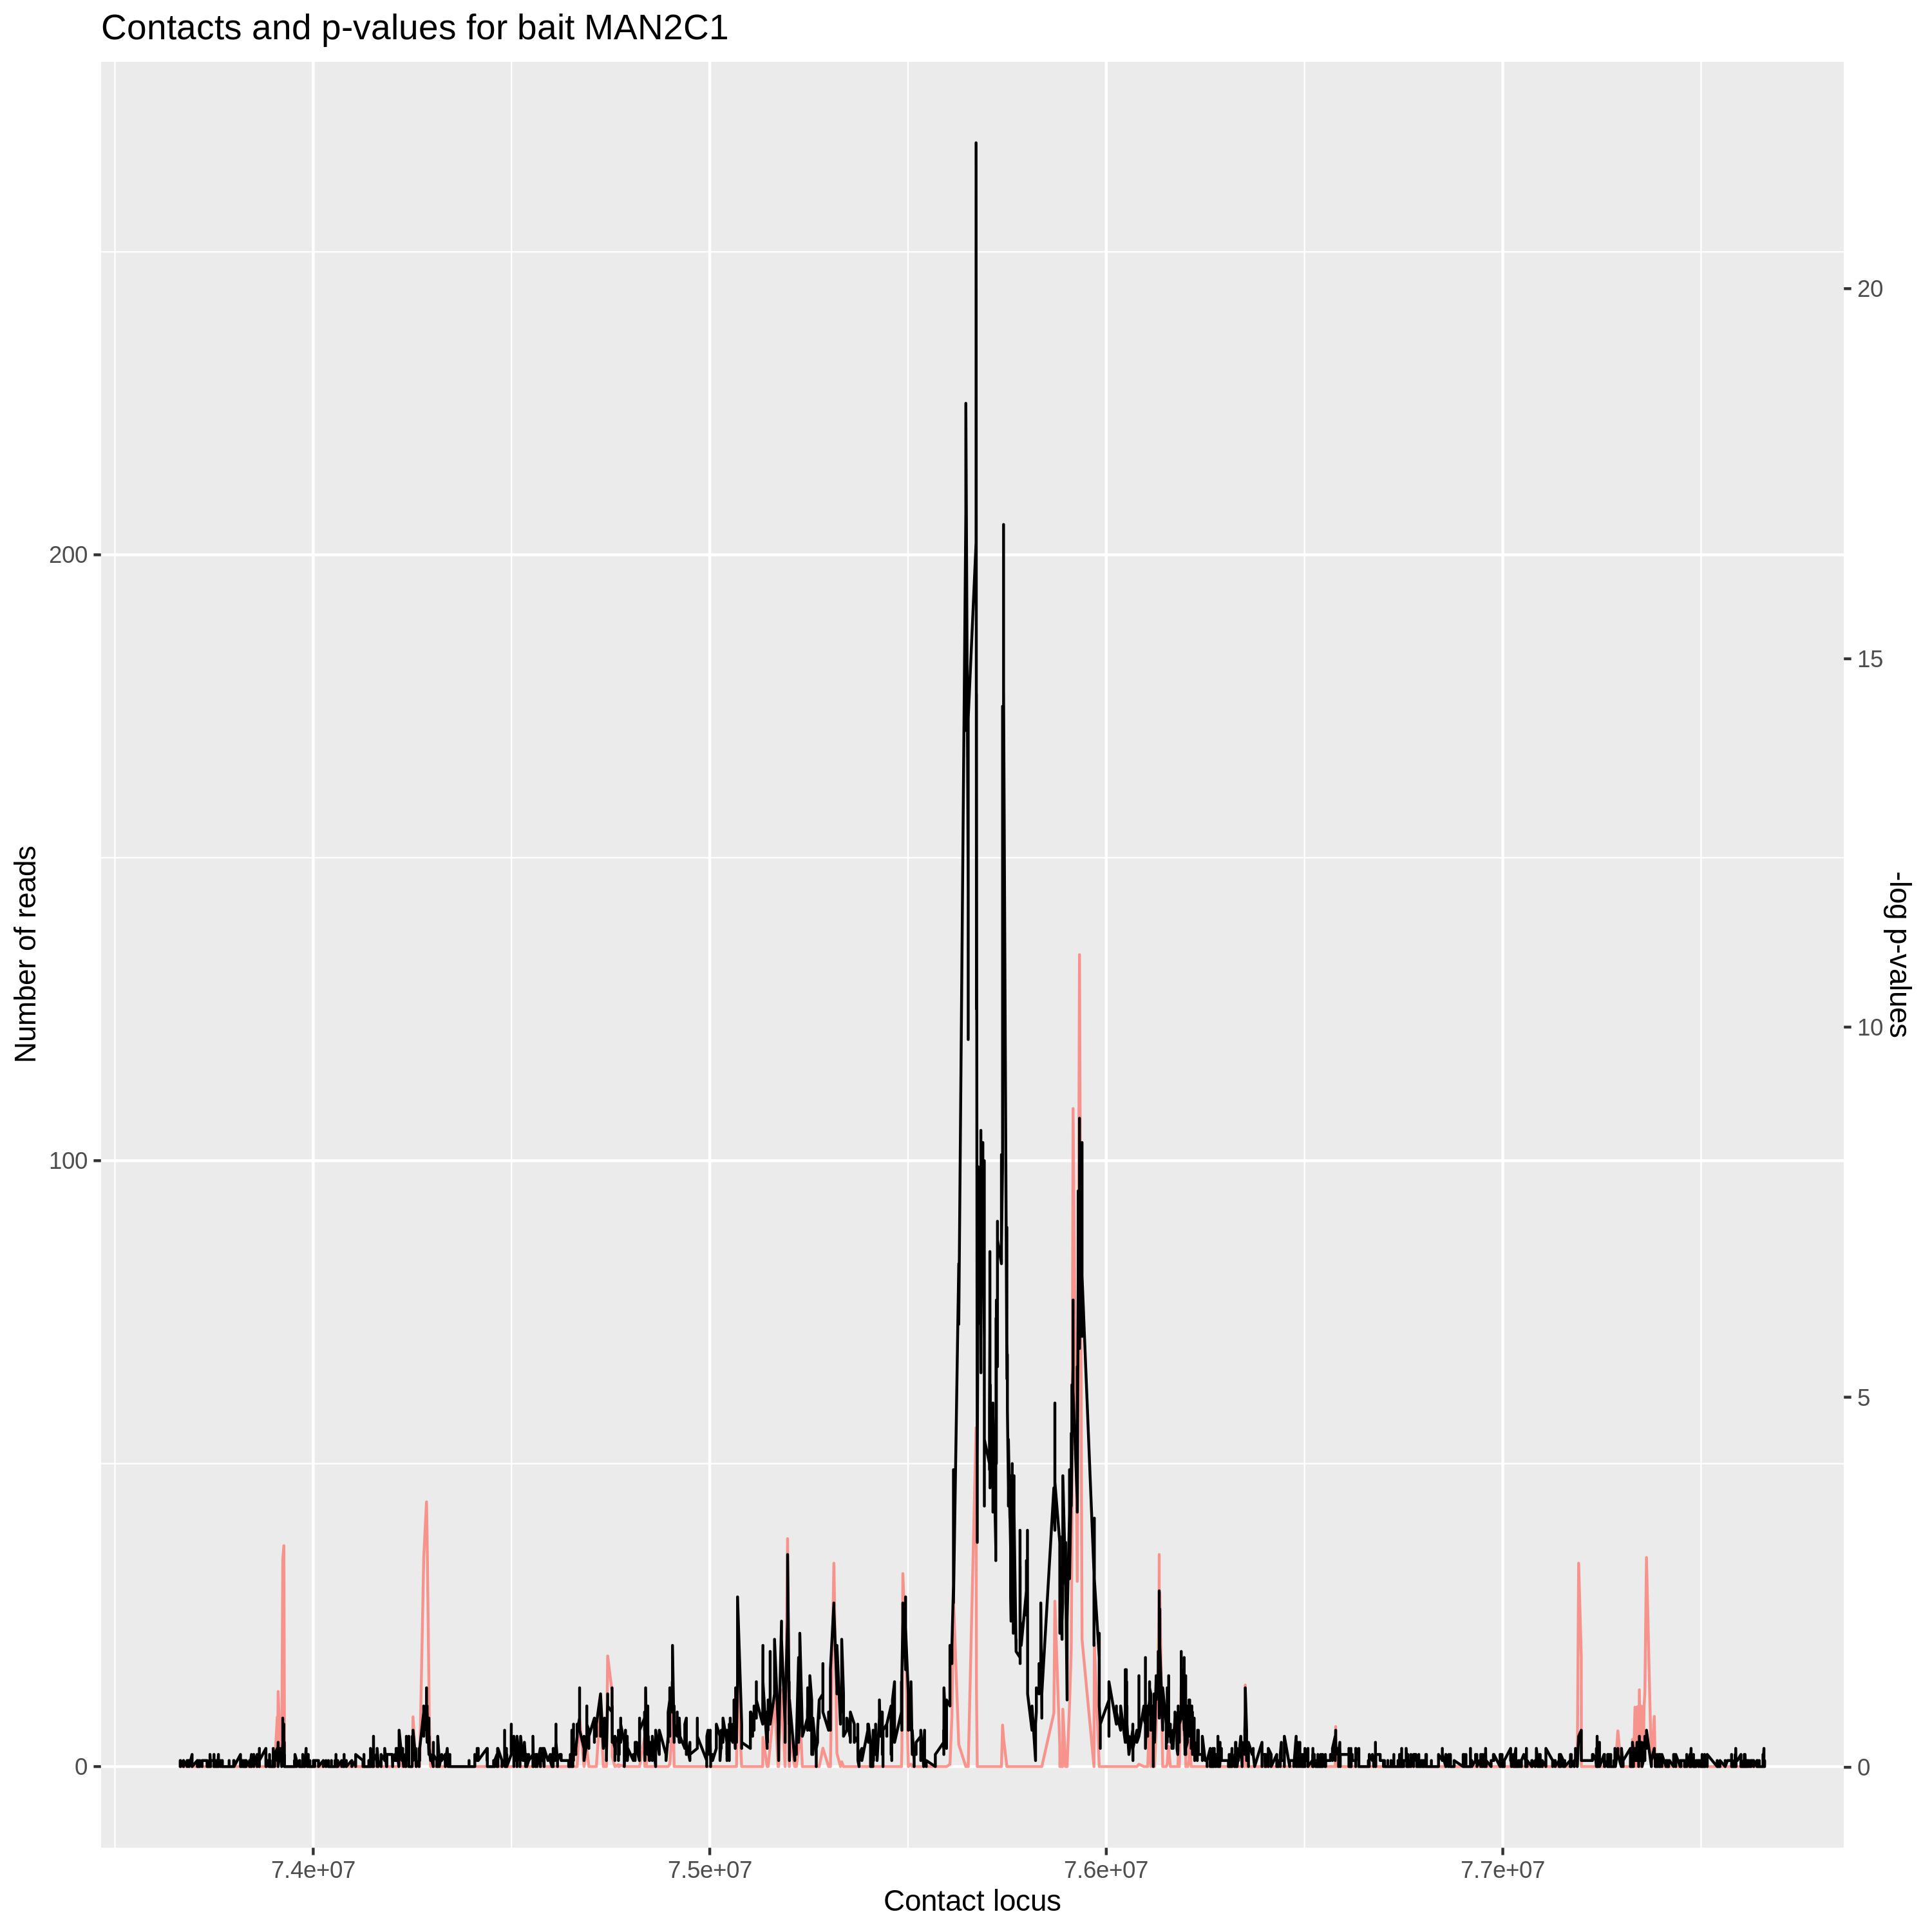 Contacts and p-values for bait MAN2C1
Number of reads
200
100
0
20
15
10
5
0
-log p-values
7.4e+07 7.5e+07 7.6e+07 7.7e+07
Contact locus